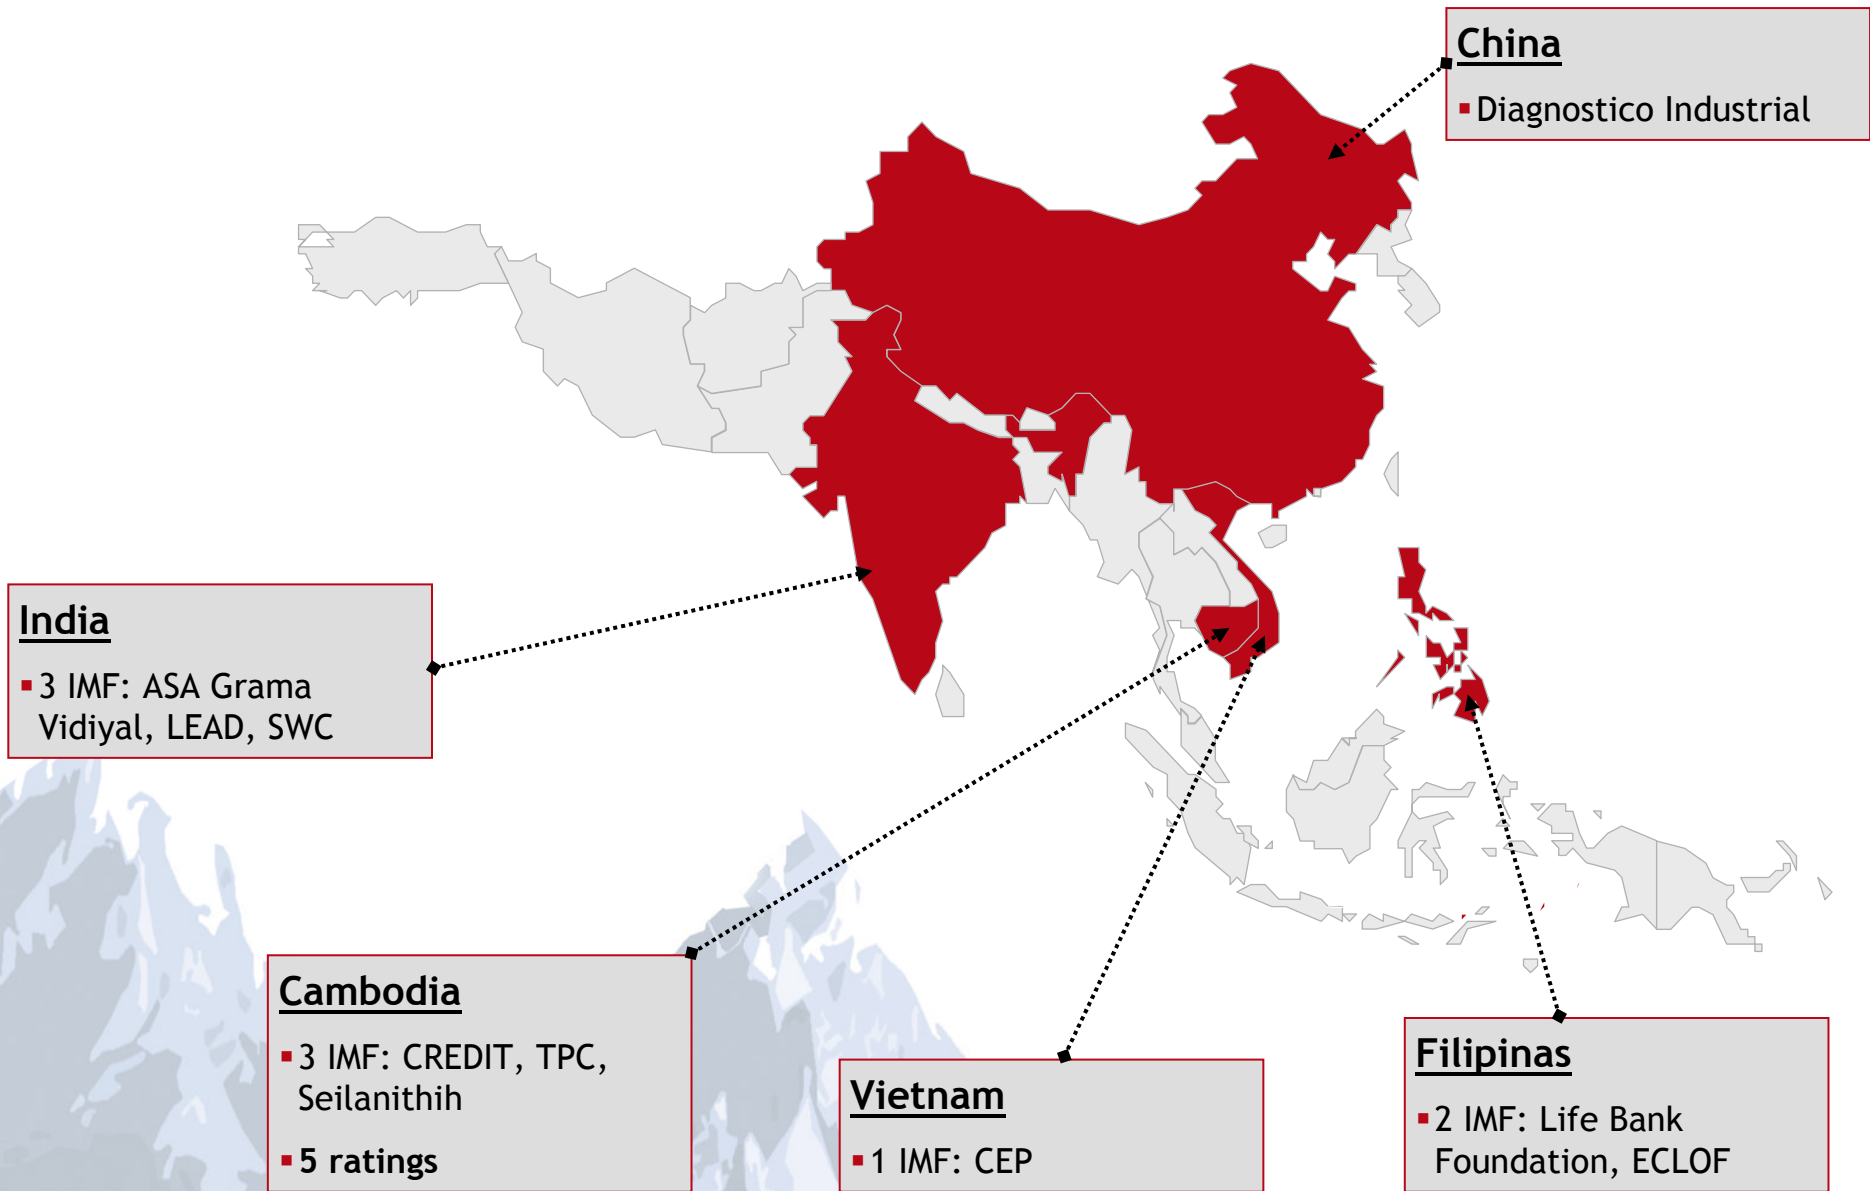 China
▪Diagnostico Industrial
India
▪3 IMF: ASA Grama
Vidiyal, LEAD, SWC
Cambodia
▪3 IMF: CREDIT, TPC,
Seilanithih
▪5 ratings
Vietnam
▪1 IMF: CEP
Filipinas
▪2 IMF: Life Bank
Foundation, ECLOF